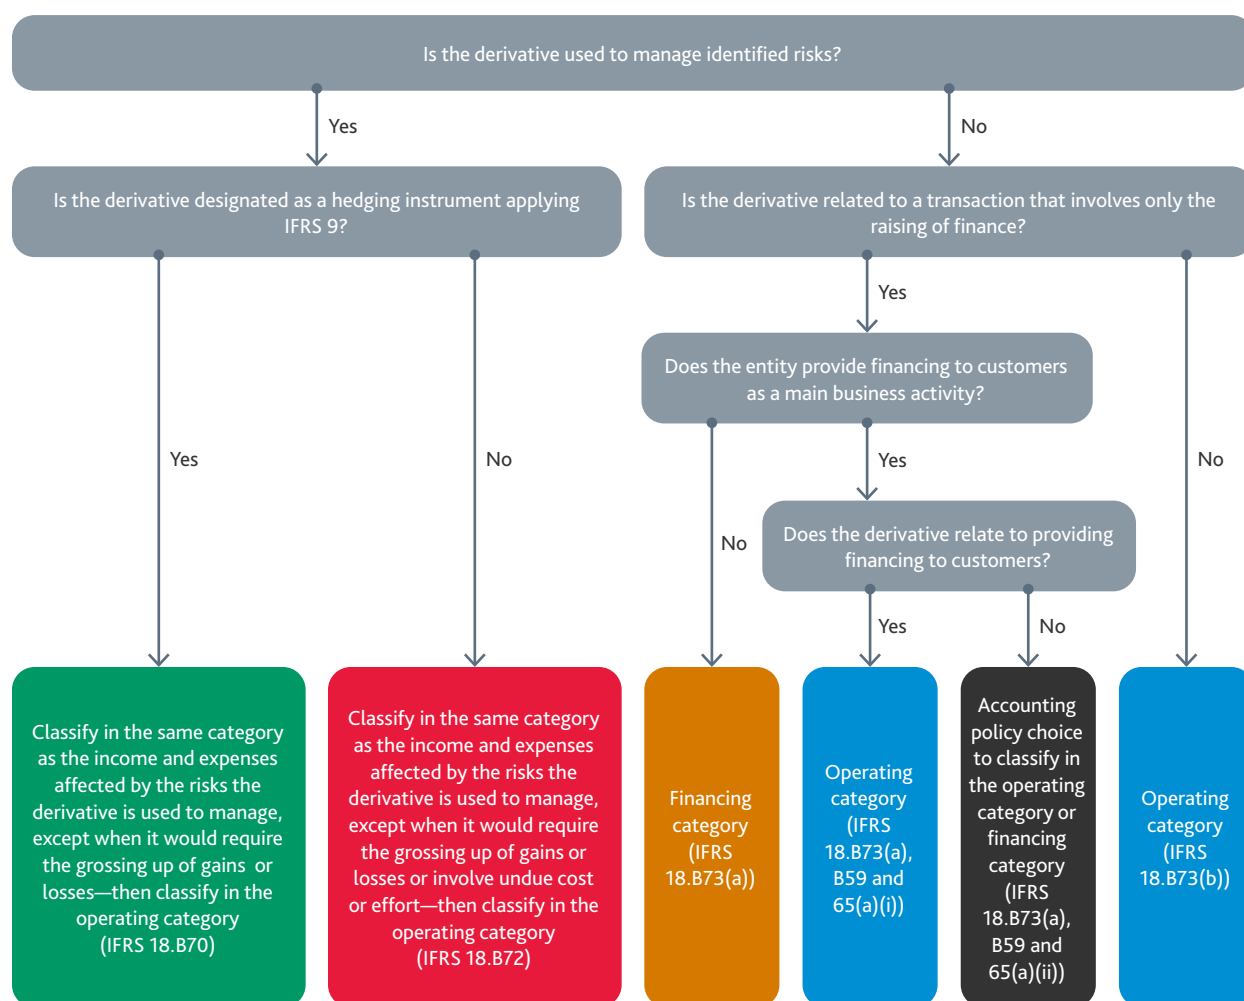 Is the derivative used to manage identified risks?
Yes
No
Is the derivative designated as a hedging instrument applying
IFRS 9?
Is the derivative related to a transaction that involves only the
raising of finance?
Yes
Does the entity provide financing to customers
as a main business activity?
Yes
No
Yes
No
No
Does the derivative relate to providing
financing to customers?
Yes
No
Classify in the same category
as the income and expenses
affected by the risks the
derivative is used to manage,
except when it would require
the grossing up of gains or
losses—then classify in the
operating category
(IFRS 18.B70)
Classify in the same category
as the income and expenses
affected by the risks the
derivative is used to manage,
except when it would require
the grossing up of gains or
losses or involve undue cost
or effort—then classify in the
operating category
(IFRS 18.B72)
Financing
category
(IFRS
18.B73(a))
Operating
category
(IFRS
18.B73(a),
B59 and
65(a)(i))
Accounting
policy choice
to classify in
the operating
category or
financing
category
(IFRS
18.B73(a),
B59 and
65(a)(ii))
Operating
category
(IFRS
18.B73(b))